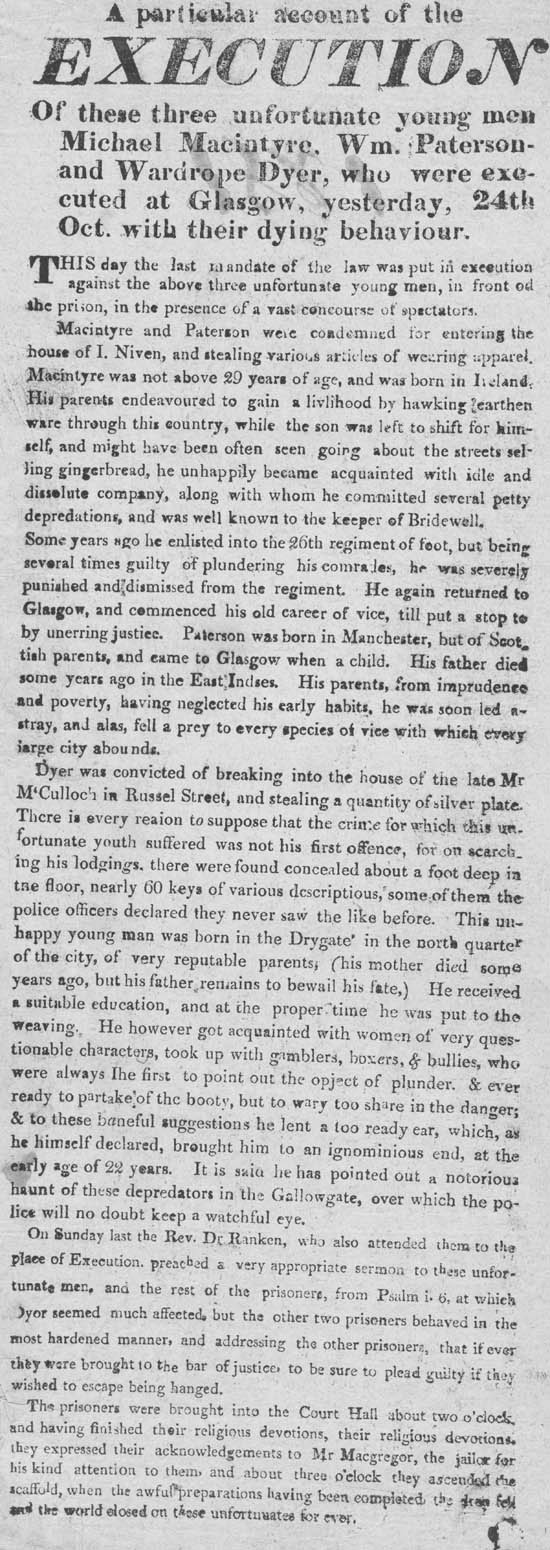 A particular account of the
EXECUTION
Of these three unfortunate young men
Michael Macintyre, Wm. Paterson-
and Wardrope Dyer, who were exe-
cuted at Glasgow, yesterday, 24th
Oct. with their dying behaviour.
THIS day the last mandate of the law was put in execution
against the above three unfortunate young men, in front od
the prison, in the presence of a vast concourse of spectators.
Macintyre and Paterson were condemned for entering the
house of I. Niven, and stealing various articles of wearing apparel.
Macintyre was not above 29 years of age, and was born in Ireland.
His parents endeavoured to gain a livlihood by hawking earthen
ware through this country, while the son was left to shift for him-
self, and might have been often seen going about the streets sel-
ling gingerbread, he unhappily became acquainted with idle and
dissolute company, along with whom he committed several petty
depredations, and was well known to the keeper of Bridewell.
Some years ago he enlisted into the 26th regiment of foot, but being
several times guilty of plundering his comrades, he was severely
punished and dismissed from the regiment. He again returned to
Glasgow, and commenced his old career of vice, till put a stop to
by unerring justice. Paterson was born in Manchester, but of Scot_
tish parents, and came to Glasgow when a child. His father died
some years ago in the East Indses. His parents, from imprudence
and poverty, having neglected his early habits, he was soon led a-
stray, and alas, fell a prey to every species of vice with which every
large city abounds.
Dyer was convicted of breaking into the house of the late Mr
M'Culloch in Russel Street, and stealing a quantity of silver plate.
There is every reaion to suppose that the crime for which this un-
fortunate youth suffered was not his first offence, for on search_
ing his lodgings. there were found concealed about a foot deep in
tne floor, nearly 60 keys of various descriptious, some of them the
police officers declared they never saw the like before. This un-
happy young man was born in the Drygate' in the north quarter
of the city, of very reputable parents, (his mother died some
years ago, but his father remains to bewail his fate,) He received
a suitable education, and at the proper time he was put to the
weaving. He however got acquainted with women of very ques-
tionable characters, took up with gamblers, boxers, & bullies, who
were always Ihe first to point out the opject of plunder. & ever
ready to partake of thc booty, but to wary too share in the danger;
& to these baneful suggestions he lent a too ready ear, which, as
he himself declared, brought him to an ignominious end, at the
early age of 22 years. It is said he has pointed out a notorious
haunt of these depredators in the Gallowgate, over which the po-
lice will no doubt keep a watchful eye.
On Sunday last the Rev. Dr Ranken, who also attended them to the
place of Execution. preached a very appropriate sermon to these unfor-
tunate men, and the rest of the prisoners, from Psalm i. 6, at which
Dyor seemed much affected, but the other two prisoners behaved in the
most hardened manner, and addressing the other prisoners, that if ever
they were brought to the bar of justice, to be sure to plead guilty if they
wished to escape being hanged.
The prisoners were brought into the Court Hall about two o'clock,
and having finished their religious devotions, their religious devotions,
they expressed their acknowledgements to Mr Macgregor, the jailor for
his kind attention to them, and about three o'clock they ascended the
scaffold, when the awful preparations having been completed, the drop fell
and the world elosed on these unfortunates for ever.